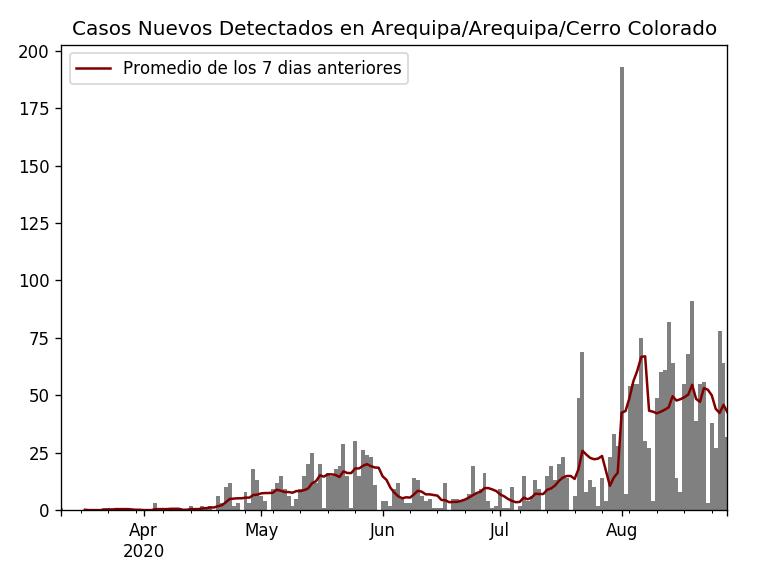 Casos Nuevos Detectados en Arequipa/Arequipa/Cerro Colorado
Promedio de los 7 dias anteriores
200
175
150
125
100
75
50
25
0
Apr
2020
May
Jun
Jul
Aug